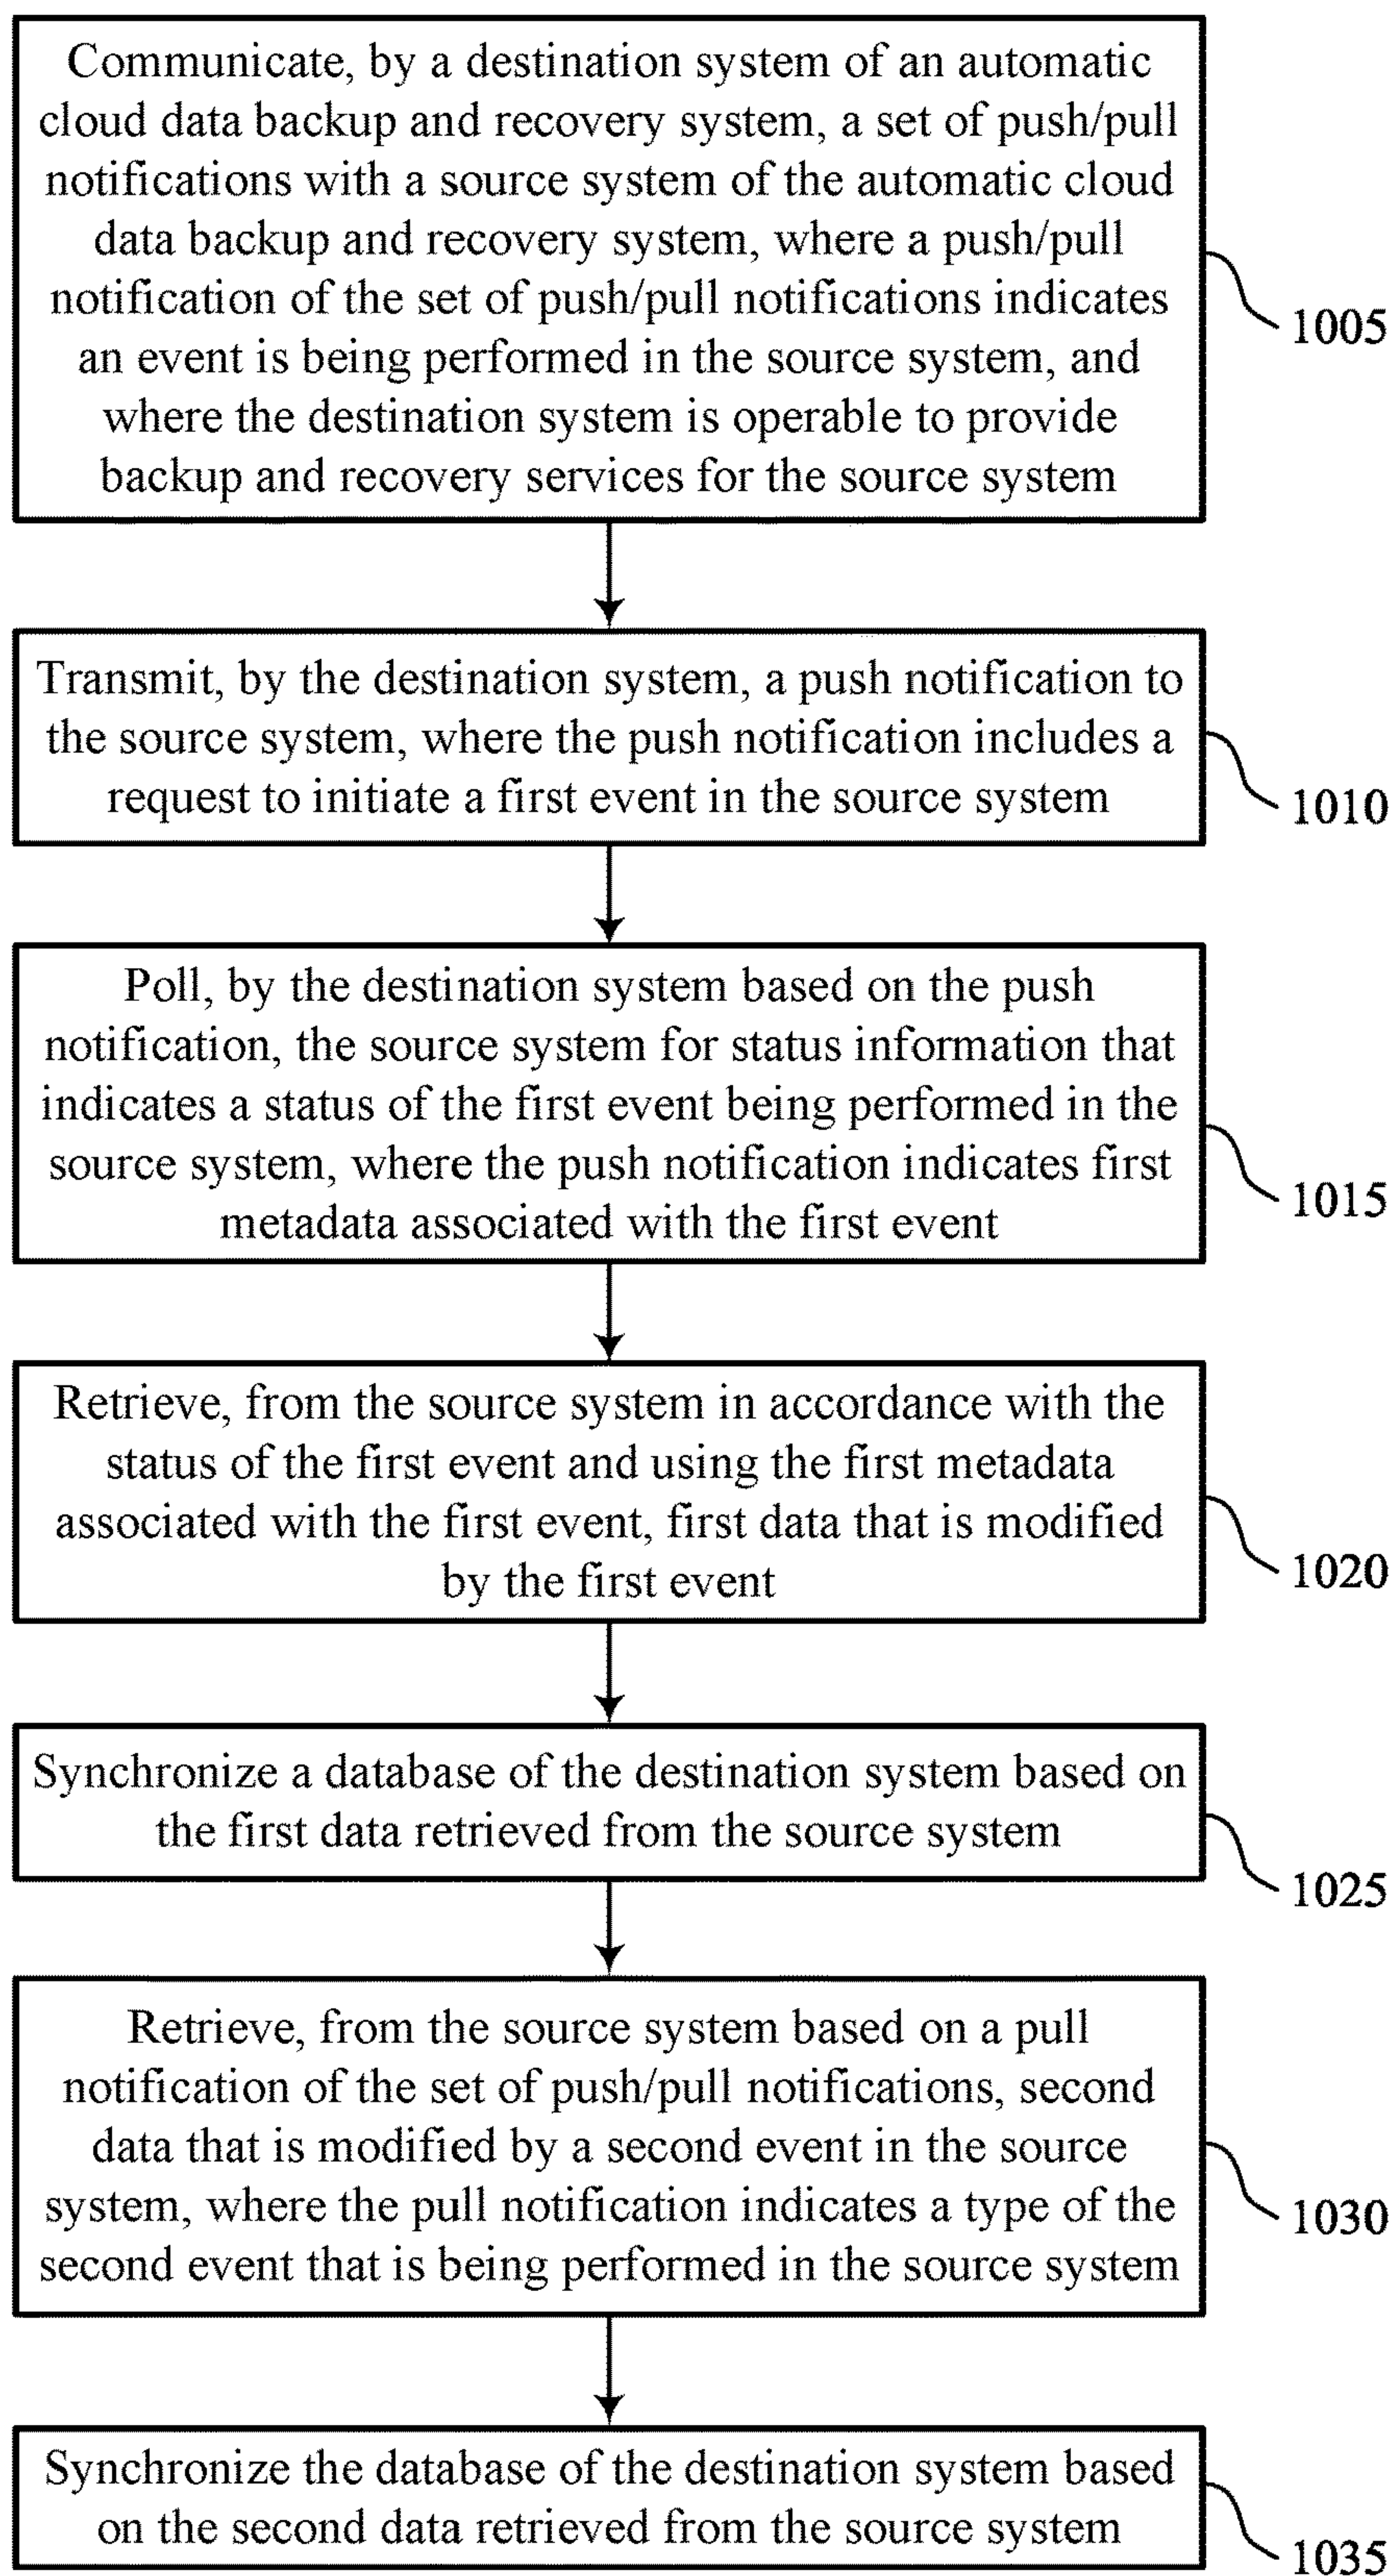 Communicate, by a destination system of an automatic
cloud data backup and recovery system, a set of push/pull
notifications with a source system of the automatic cloud
data backup and recovery system, where a push/pull
notification of the set of push/pull notifications indicates
an event is being performed in the source system, and
where the destination system is operable to provide
backup and recovery services for the source system
1005
Transmit, by the destination system, a push notification to
the source system, where the push notification includes a
request to initiate a first event in the source system
1010
Poll, by the destination system based on the push
notification, the source system for status information that
indicates a status of the first event being performed in the
source system, where the push notification indicates first
metadata associated with the first event
1015
Retrieve, from the source system in accordance with the
status of the first event and using the first metadata
associated with the first event, first data that is modified
by the first event
1020
Synchronize a database of the destination system based on
the first data retrieved from the source system
1025
Retrieve, from the source system based on a pull
notification of the set of push/pull notifications, second
data that is modified by a second event in the source
system, where the pull notification indicates a type of the
second event that is being performed in the source system
1030
Synchronize the database of the destination system based
on the second data retrieved from the source system
1035